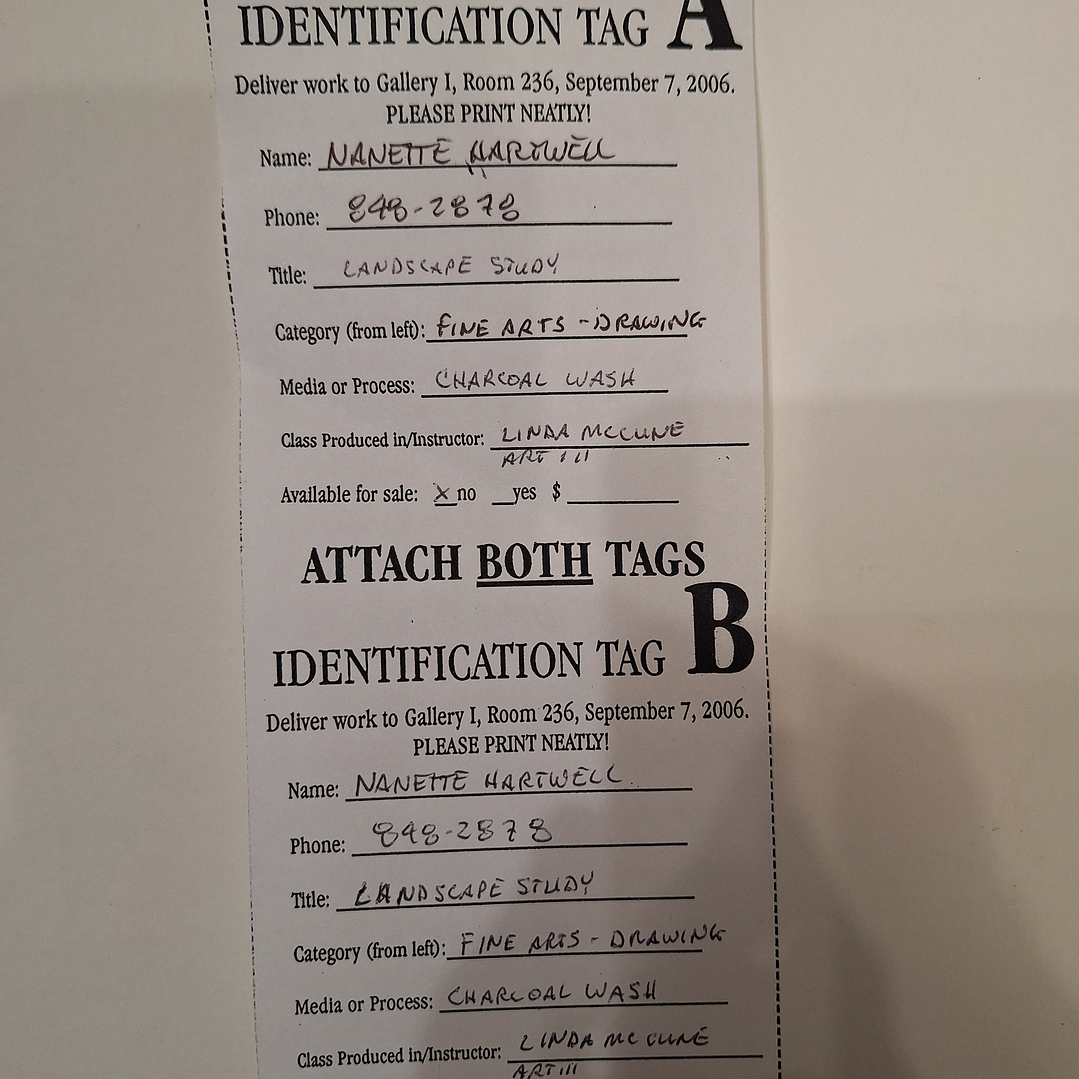 IDENTIFICATION TAG A
Deliver work to Gallery I, Room 236, September 7, 2006.
PLEASE PRINT NEATLY!
Name: NANETTE HARTWELL
Phone: 848-2878
Title: LANDSCAPE STUDY
Category (from left): FINE ARTS - DRAWING
Media or Process: CHARCOAL WASH
Class Produced in/Instructor: LINDA MCCUNE
ART 111
Available for sale: X no __yes $
ATTACH BOTH TAGS
IDENTIFICATION TAG B
Deliver work to Gallery I, Room 236, September 7, 2006.
PLEASE PRINT NEATLY!
Name: NANETTE HARTWELL
Phone: 848-2878
Title: LANDSCAPE STUDY
Category (from left): FINE ARTS - DRAWING
Media or Process: CHARCOAL WASH
Class Produced in/Instructor: LINDA MCCUNE
ART 111